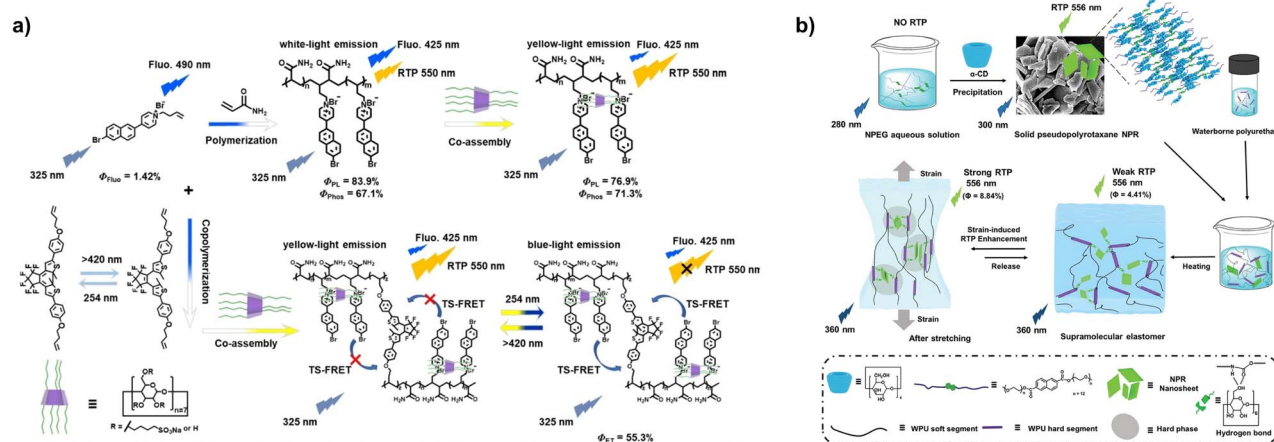 a)
Fluo. 490 nm
Br⁻
N
Br
325 nm
Φ_Fluo = 1.42%
NH₂
O
Polymerization
white-light emission
Fluo. 425 nm
RTP 550 nm
325 nm
Φ_PL = 83.9%
Φ_Phos = 67.1%
Co-assembly
yellow-light emission
Fluo. 425 nm
RTP 550 nm
325 nm
Φ_PL = 76.9%
Φ_Phos = 71.3%
+
Copolymerization
>420 nm
254 nm
Co-assembly
yellow-light emission
Fluo. 425 nm
RTP 550 nm
TS-FRET
TS-FRET
325 nm
254 nm
>420 nm
blue-light emission
Fluo. 425 nm
RTP 550 nm
TS-FRET
TS-FRET
325 nm
Φ_ET = 55.3%
OR
RO
OR
n=7
R = SO₃Na or H
b)
NO RTP
280 nm
NPEG aqueous solution
α-CD
Precipitation
RTP 556 nm
300 nm
Solid pseudopolyrotaxane NPR
Waterborne polyuretha
Strain
Strong RTP
556 nm
(Φ = 8.84%)
Strain-induced
RTP Enhancement
Release
Weak RTP
556 nm
(Φ = 4.41%)
Heating
360 nm
Strain
After stretching
360 nm
Supramolecular elastomer
n = 12
NPR
Nanosheet
WPU soft segment
WPU hard segment
Hard phase
Hydrogen bond